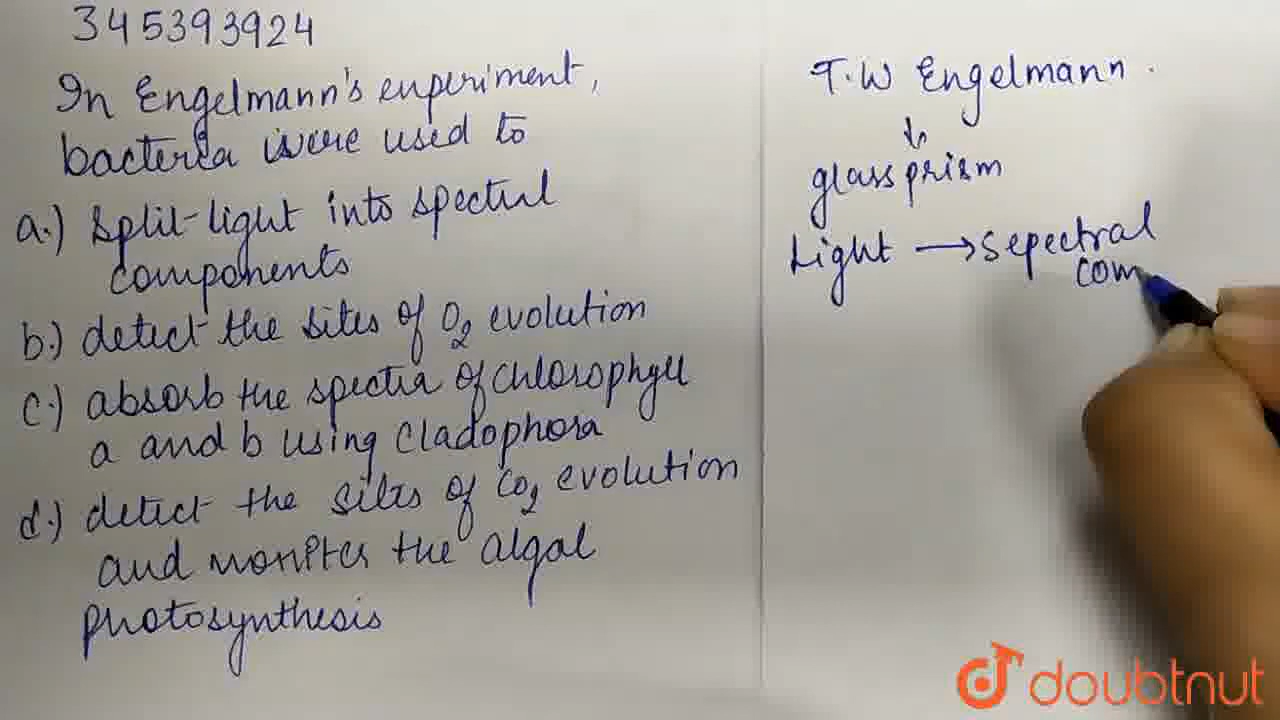 345393924
In Engelmann's experiment,
bacteria were used to
a.) split light into spectral
components
b.) detect the sites of O₂ evolution
c.) absorb the spectra of chlorophyll
a and b using cladophora
d.) detect the sites of CO₂ evolution
and monitor the algal
photosynthesis
T.W Engelmann.
glass prism
Light → Sepectral
com
doubtnut